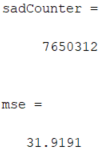 sadCounter =
7650312
mse =
31.9191